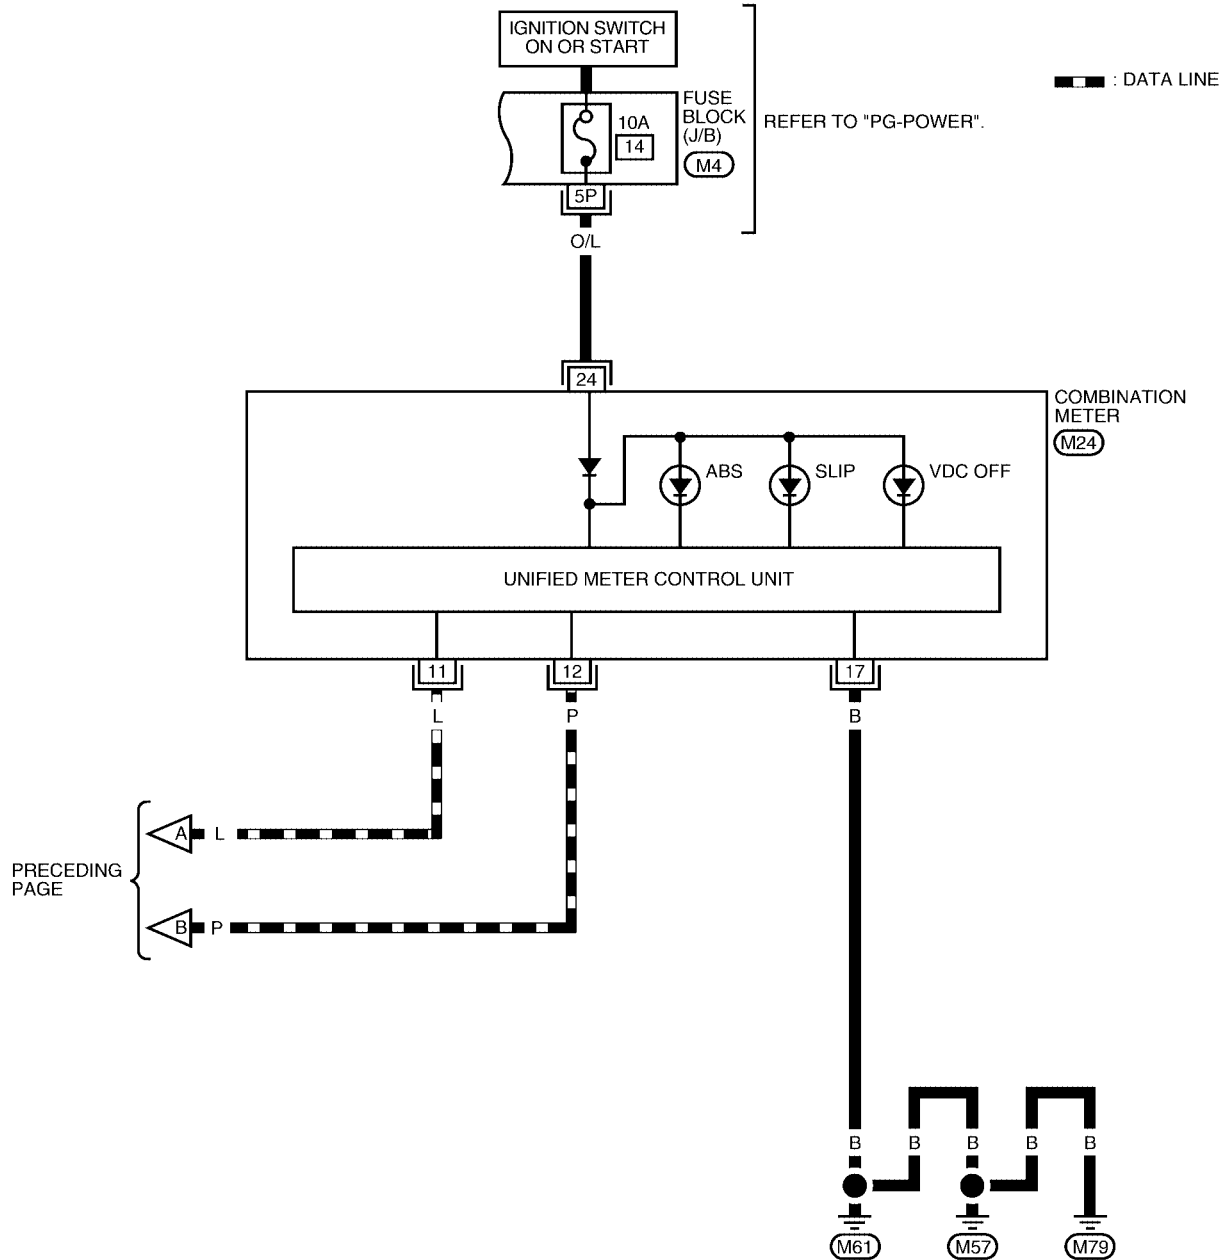 IGNITION SWITCH
ON OR START
: DATA LINE
FUSE
BLOCK
(J/B)
M4
10A
14
REFER TO "PG-POWER".
5P
O/L
24
COMBINATION
METER
M24
ABS
SLIP
VDC OFF
UNIFIED METER CONTROL UNIT
11
12
17
L
P
B
A
L
PRECEDING
PAGE
B
P
B
B
B
B
B
M61
M57
M79